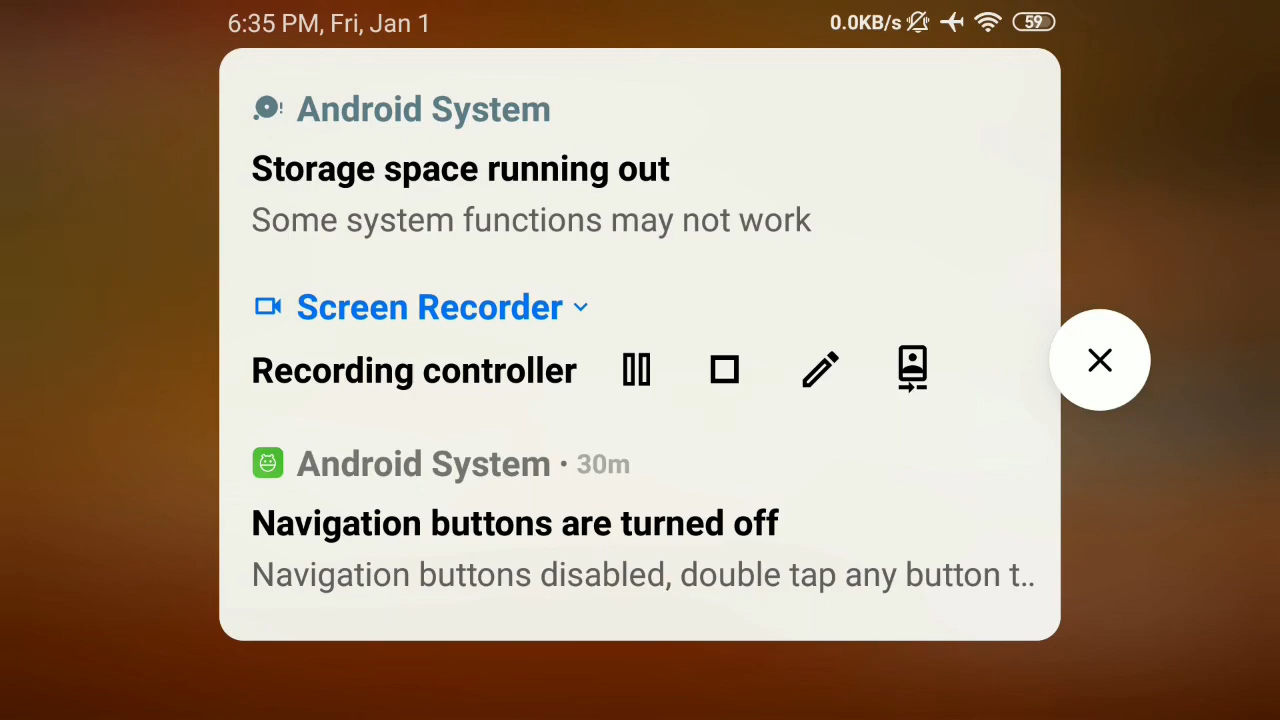 6:35 PM, Fri, Jan 1
0.0KB/s 59
Android System
Storage space running out
Some system functions may not work
Screen Recorder
Recording controller
Android System · 30m
Navigation buttons are turned off
Navigation buttons disabled, double tap any button t..